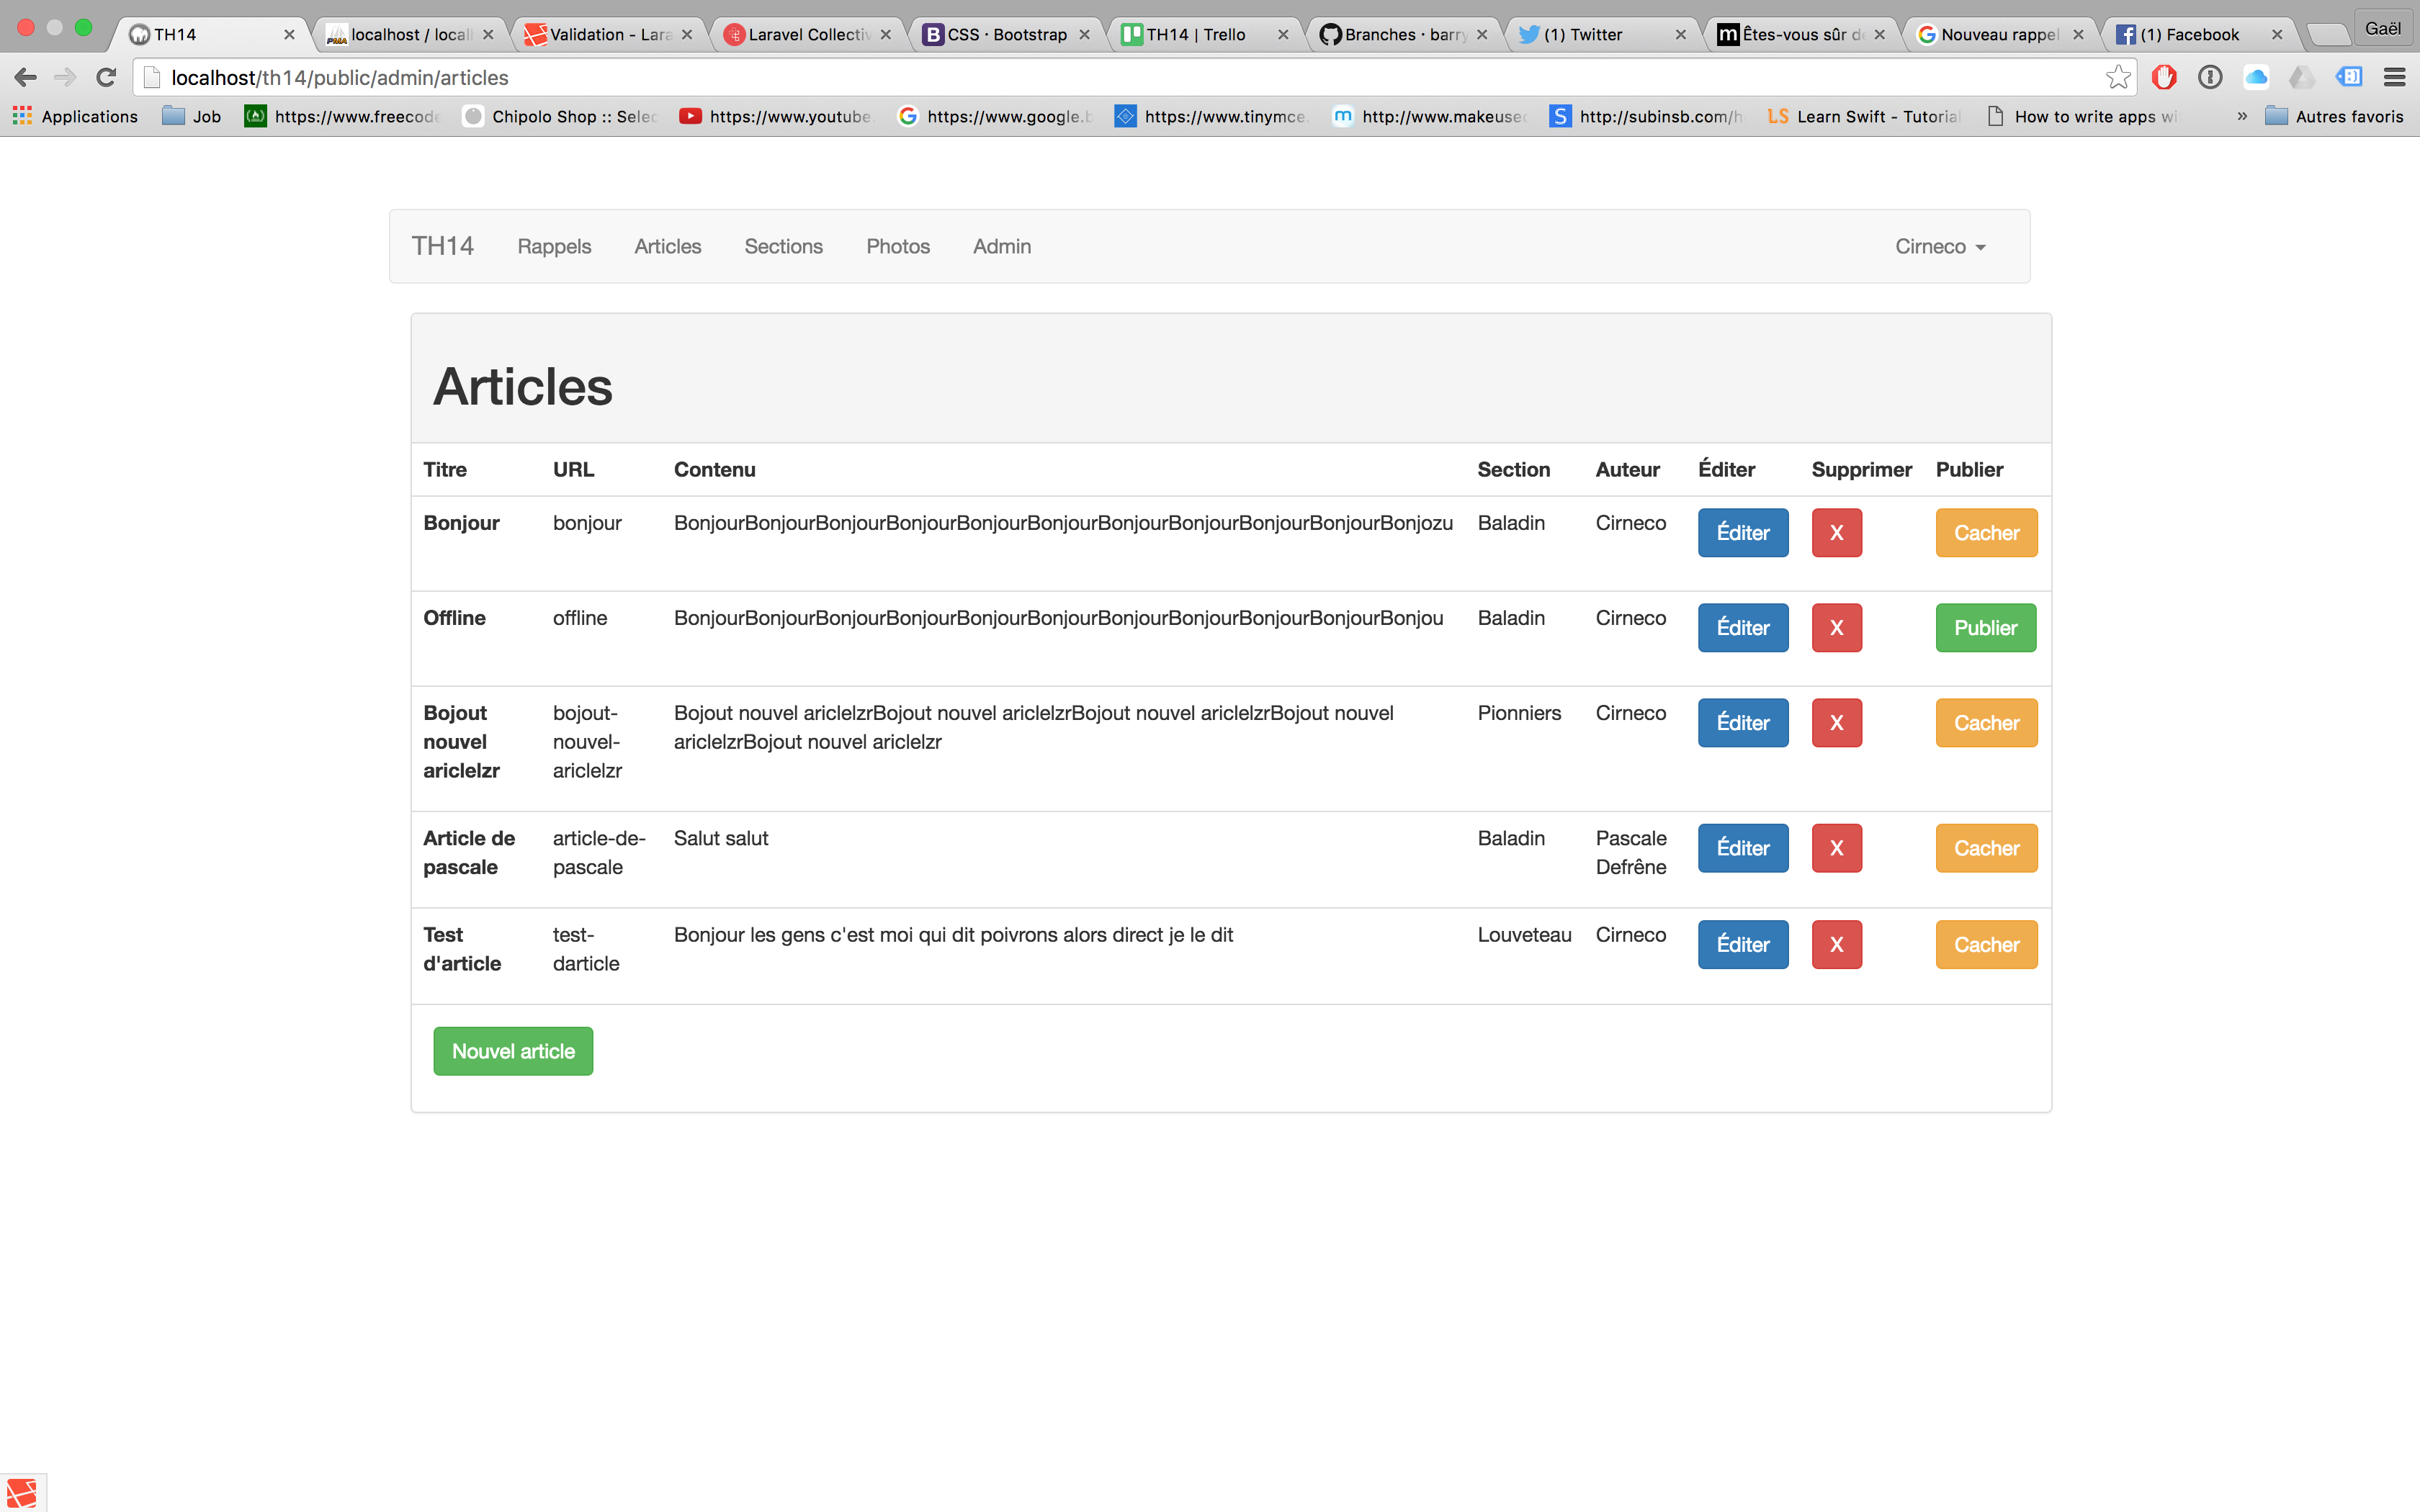 TH14
localhost / local
Validation - Lara
Laravel Collectiv
CSS · Bootstrap
TH14 | Trello
Branches · barry
(1) Twitter
Êtes-vous sûr de
Nouveau rappel
(1) Facebook
Gaël
localhost/th14/public/admin/articles
Applications
Job
https://www.freecode
Chipolo Shop :: Selec
https://www.youtube.
https://www.google.b
https://www.tinymce.
http://www.makeuseo
http://subinsb.com/h
Learn Swift - Tutorial
How to write apps wi
»
Autres favoris
TH14 Rappels Articles Sections Photos Admin Cirneco
Articles
Titre URL Contenu Section Auteur Éditer Supprimer Publier
Bonjour bonjour BonjourBonjourBonjourBonjourBonjourBonjourBonjourBonjourBonjourBonjourBonjozu Baladin Cirneco Éditer X Cacher
Offline offline BonjourBonjourBonjourBonjourBonjourBonjourBonjourBonjourBonjourBonjourBonjou Baladin Cirneco Éditer X Publier
Bojout bojout- Bojout nouvel ariclelzrBojout nouvel ariclelzrBojout nouvel ariclelzrBojout nouvel Pionniers Cirneco Éditer X Cacher
nouvel nouvel- ariclelzrBojout nouvel ariclelzr
ariclelzr ariclelzr
Article de article-de- Salut salut Baladin Pascale Éditer X Cacher
pascale pascale Defrêne
Test test- Bonjour les gens c'est moi qui dit poivrons alors direct je le dit Louveteau Cirneco Éditer X Cacher
d'article darticle
Nouvel article